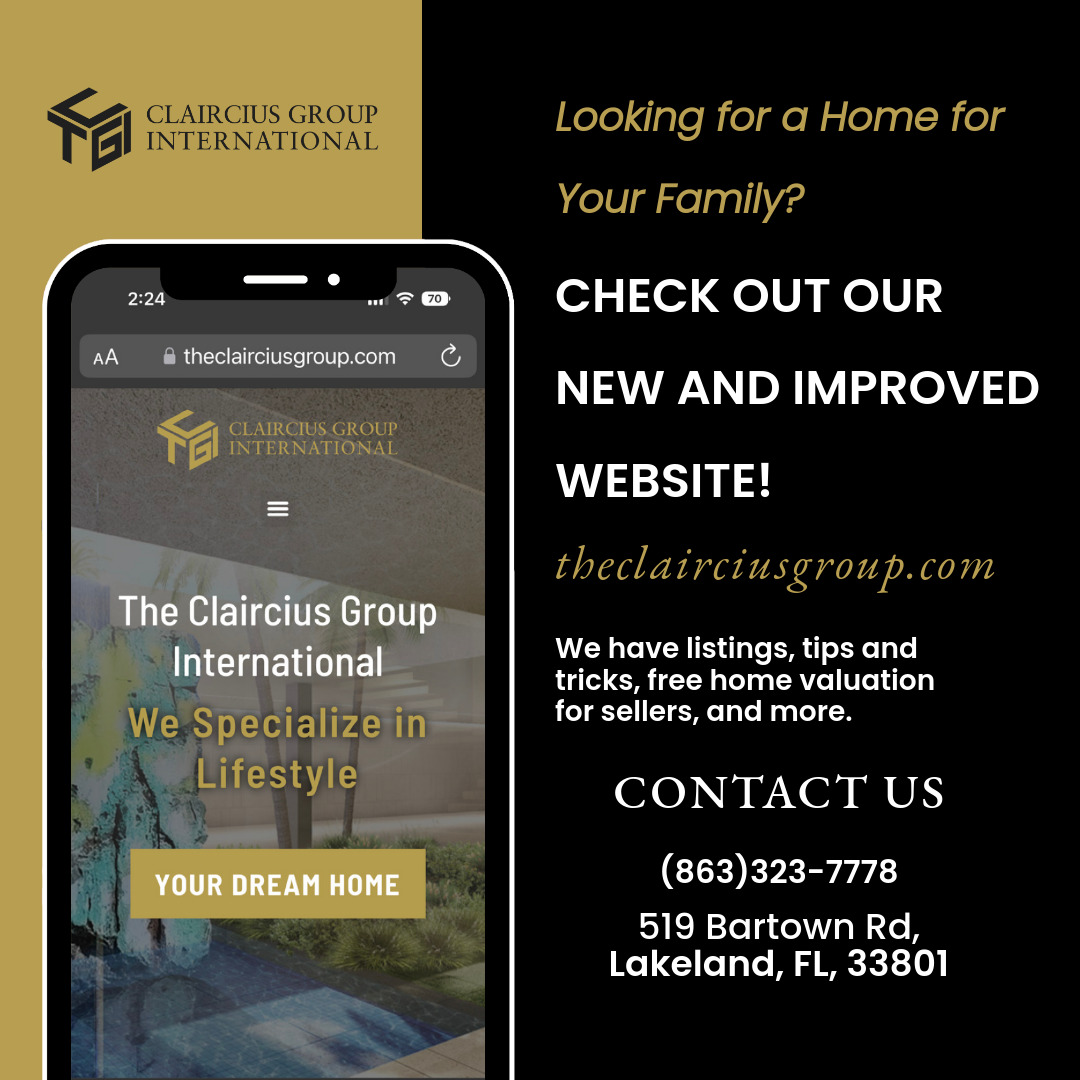 CLAIRCIUS GROUP
INTERNATIONAL
Looking for a Home for
Your Family?
CHECK OUT OUR
NEW AND IMPROVED
WEBSITE!
theclairciusgroup.com
We have listings, tips and
tricks, free home valuation
for sellers, and more.
CONTACT US
(863)323-7778
519 Bartown Rd,
Lakeland, FL, 33801
2:24
70
AA
theclairciusgroup.com
CLAIRCIUS GROUP
INTERNATIONAL
The Claircius Group
International
We Specialize in
Lifestyle
YOUR DREAM HOME